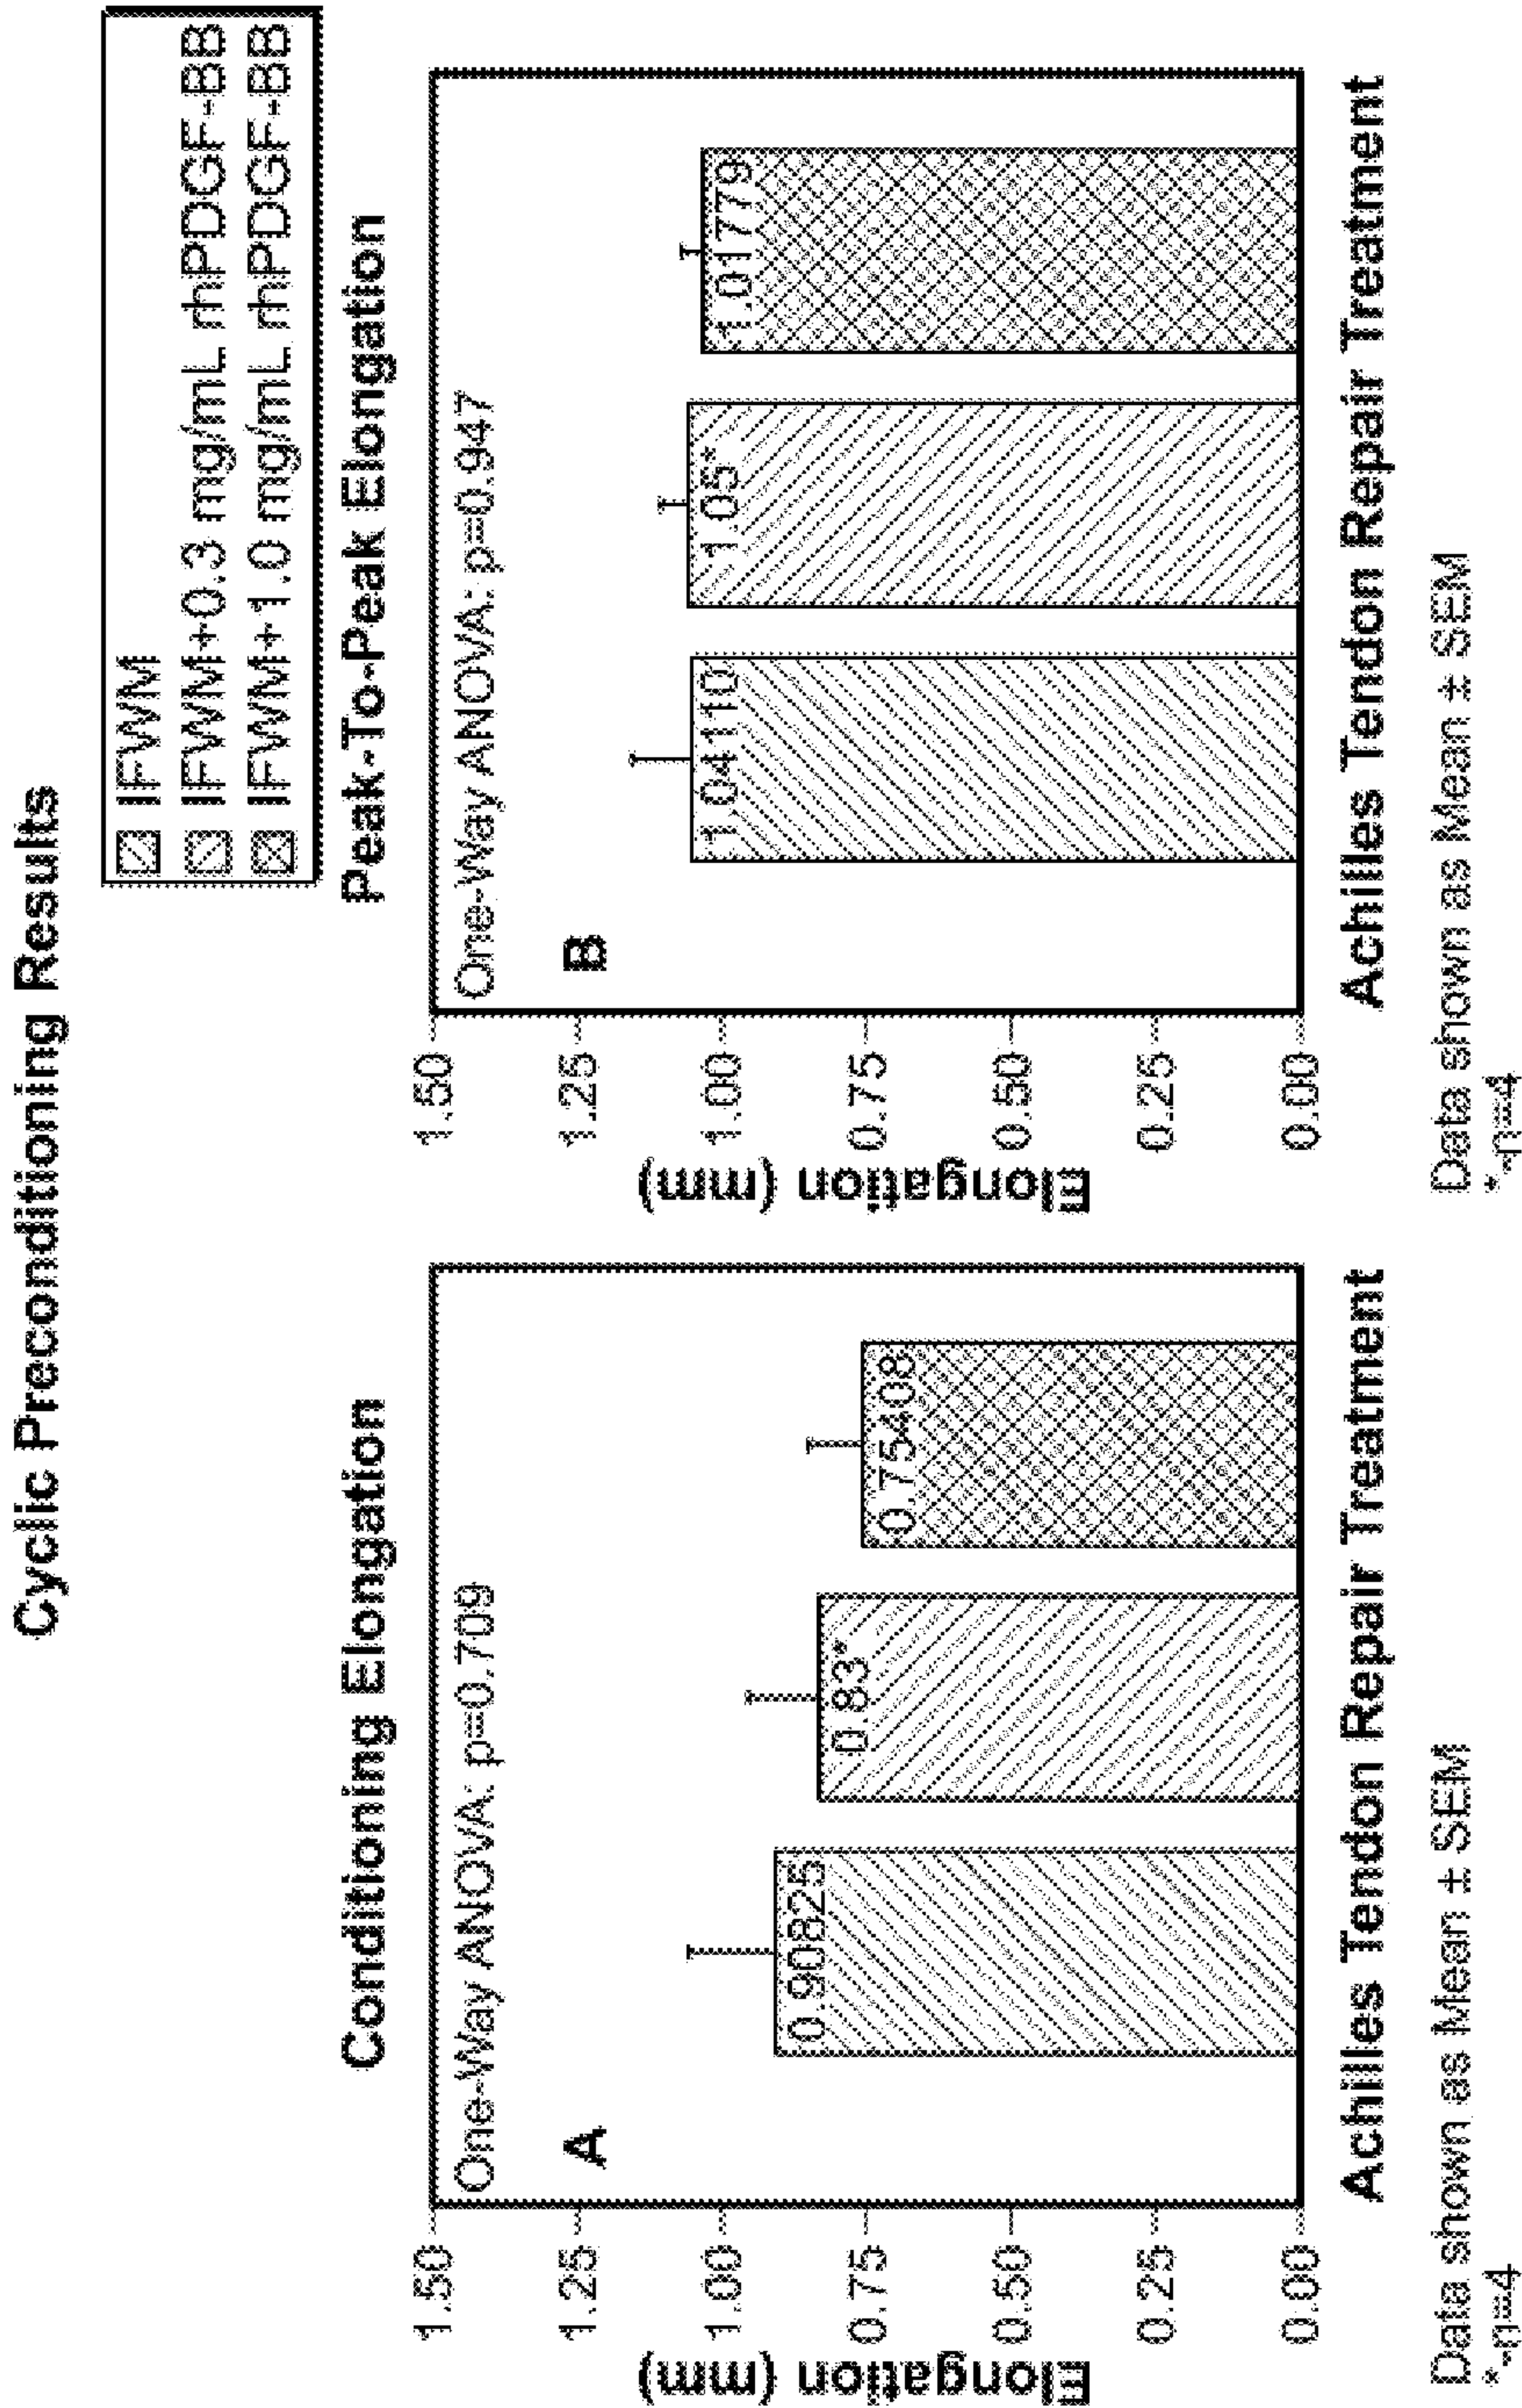 Cyclic Preconditioning Results
IFWM
IFWM+0.3 mg/mL rhPDGF-BB
IFWM+1.0 mg/mL rhPDGF-BB
Conditioning Elongation
One-Way ANOVA: p=0.709
A
Elongation (mm)
1.50
1.25
1.00
0.75
0.50
0.25
0.00
0.90825
0.83*
0.75408
Achilles Tendon Repair Treatment
Data shown as Mean ± SEM
*-n=4
Peak-To-Peak Elongation
One-Way ANOVA: p=0.947
B
Elongation (mm)
1.50
1.25
1.00
0.75
0.50
0.25
0.00
1.04110
1.05*
1.01779
Achilles Tendon Repair Treatment
Data shown as Mean ± SEM
*-n=4